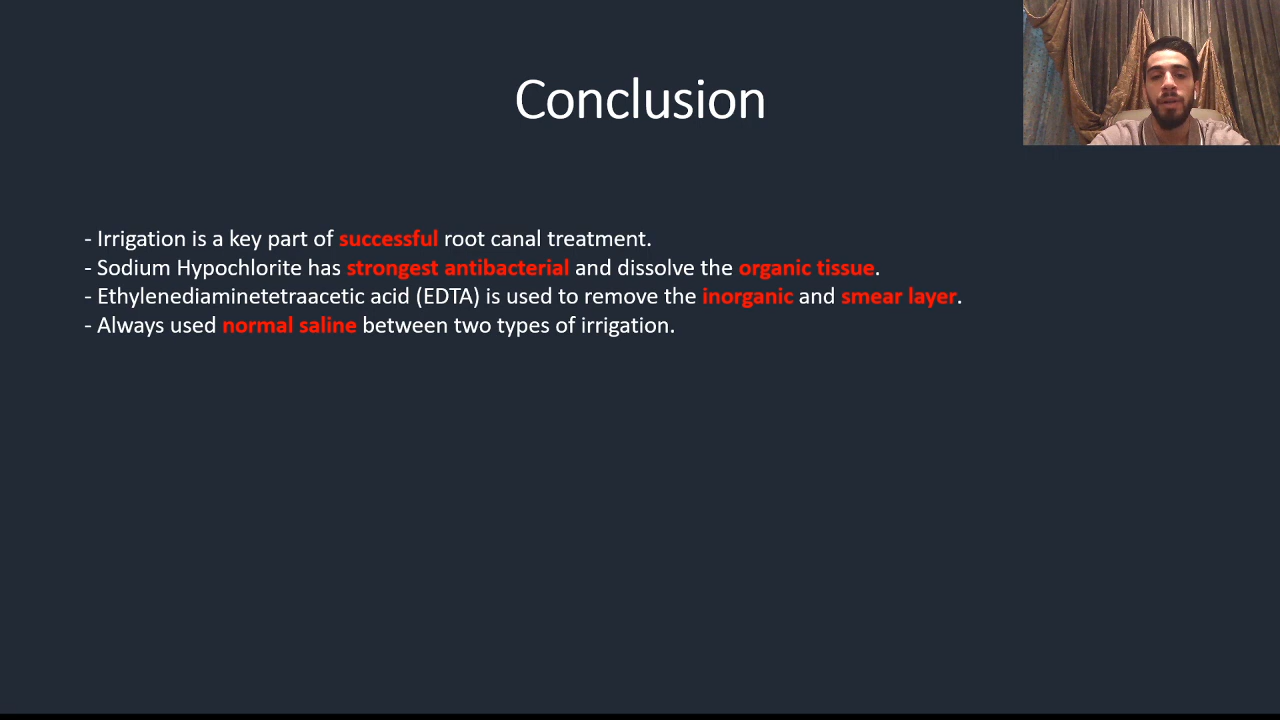 Conclusion
- Irrigation is a key part of successful root canal treatment.
- Sodium Hypochlorite has strongest antibacterial and dissolve the organic tissue.
- Ethylenediaminetetraacetic acid (EDTA) is used to remove the inorganic and smear layer.
- Always used normal saline between two types of irrigation.